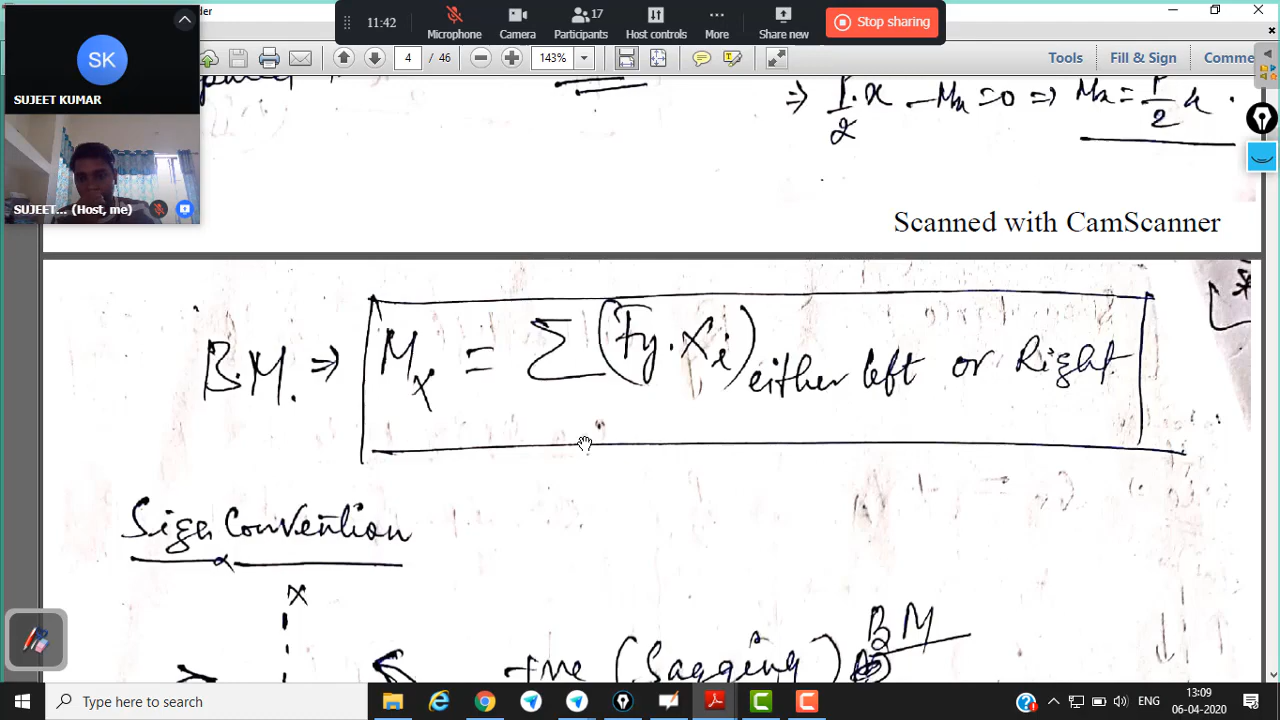 11:42
17
Microphone
Camera
Participants
Host controls
More
Share new
Stop sharing
SK
SUJEET KUMAR
SUJEET... (Host, me)
4 / 46
143%
Tools
Fill & Sign
Comme
⇒ P/2 . x - Mx = 0 ⇒ Mx = P/2 x .
Scanned with CamScanner
B.M. ⇒ Mx = Σ (Fy . Xi) either left or Right
Sign Convention
X
+ve (Sagging) BM
Type here to search
ENG
13:09
06-04-2020